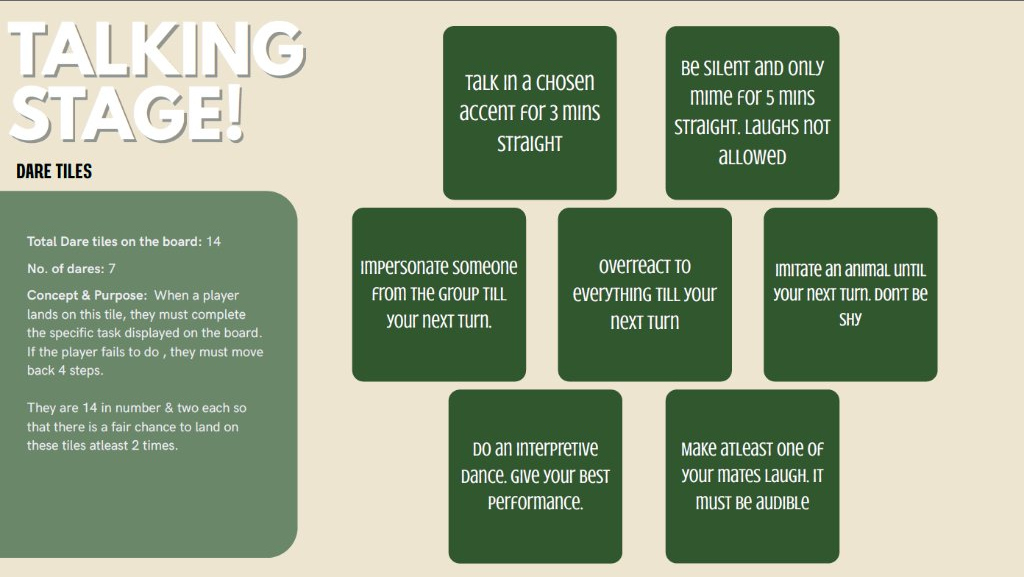 TALKING
STAGE!
DARE TILES
Total Dare tiles on the board: 14
No. of dares: 7
Concept & Purpose: When a player
lands on this tile, they must complete
the specific task displayed on the board.
If the player fails to do , they must move
back 4 steps.
They are 14 in number & two each so
that there is a fair chance to land on
these tiles atleast 2 times.
Talk in a chosen
accent for 3 mins
straight
Be silent and only
mime for 5 mins
straight. Laughs not
allowed
Impersonate someone
from the group till
your next turn.
Overreact to
everything till your
next turn
Imitate an animal until
your next turn. Don't be
shy
Do an interpretive
dance. Give your best
performance.
Make atleast one of
your mates laugh. It
must be audible